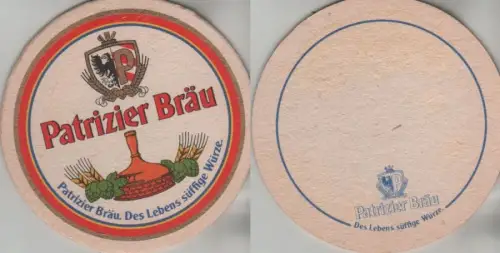 P
Patrizier Bräu
Patrizier Bräu. Des Lebens süffige Würze.
Patrizier Bräu
Des Lebens süffige Würze.